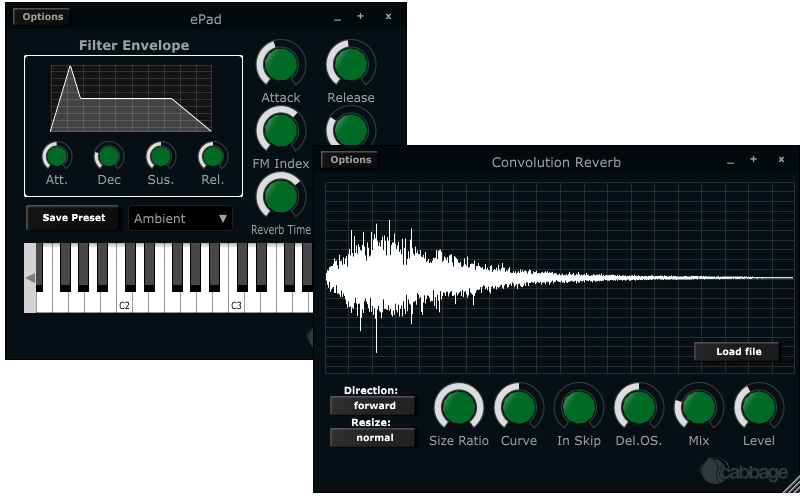 Options
ePad
_ + x
Filter Envelope
Attack
Release
FM Index
Att.
Dec
Sus.
Rel.
Save Preset
Ambient
Reverb Time
C2
C3
Options
Convolution Reverb
_ + x
Load file
Direction:
forward
Resize:
normal
Size Ratio
Curve
In Skip
Del.OS.
Mix
Level
cabbage